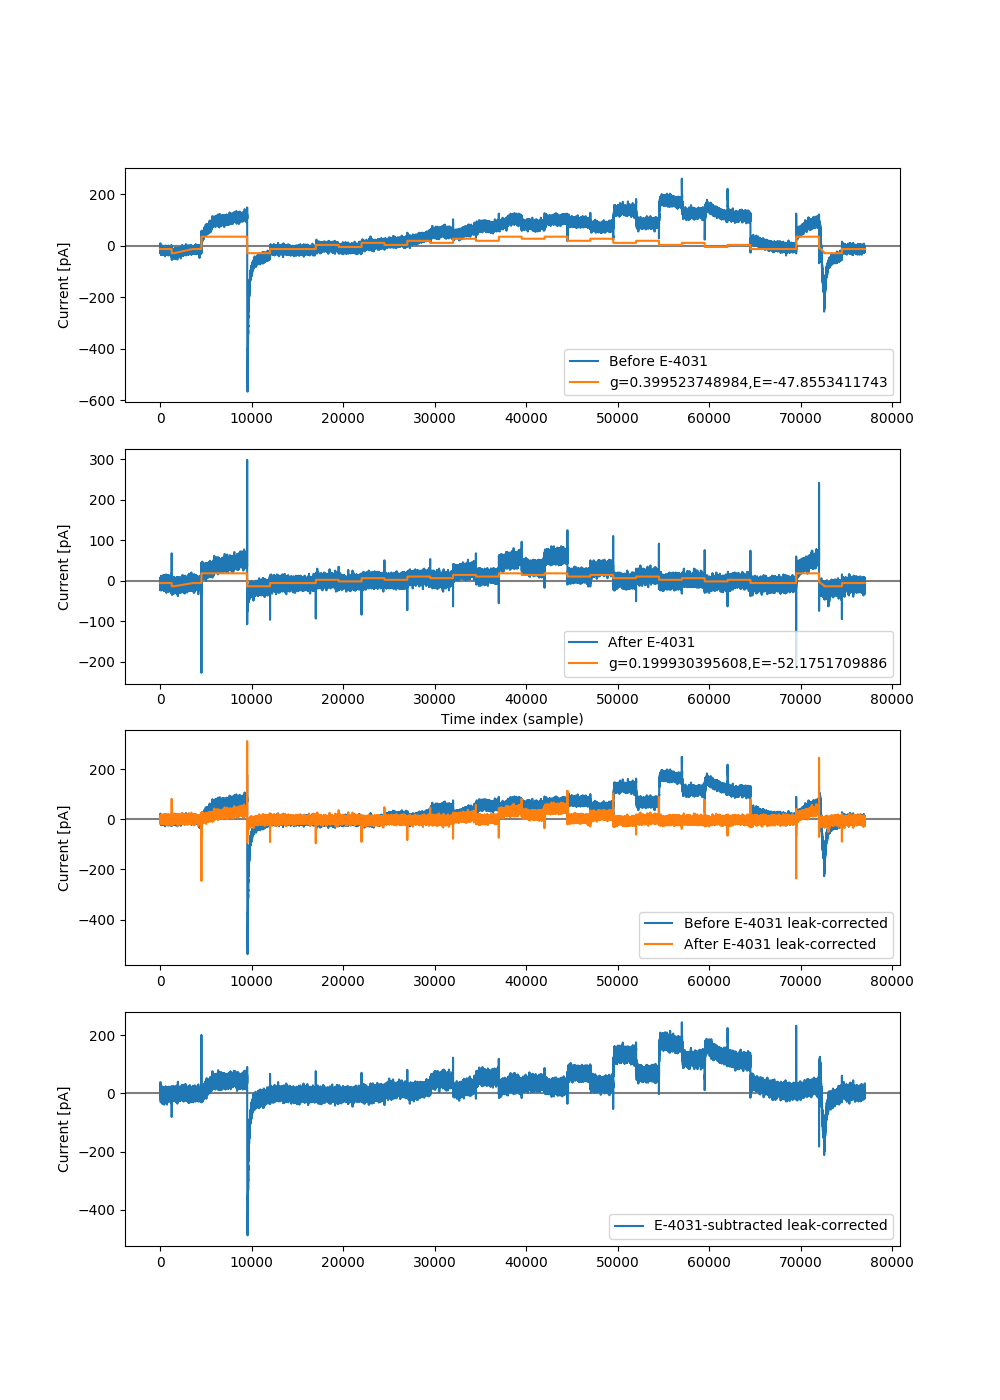 200
0
−200
−400
−600
Current [pA]
Before E-4031
g=0.399523748984,E=-47.8553411743
0 10000 20000 30000 40000 50000 60000 70000 80000
300
200
100
0
−100
−200
Current [pA]
After E-4031
g=0.199930395608,E=-52.1751709886
0 10000 20000 30000 40000 50000 60000 70000 80000
Time index (sample)
200
0
−200
−400
Current [pA]
Before E-4031 leak-corrected
After E-4031 leak-corrected
0 10000 20000 30000 40000 50000 60000 70000 80000
200
0
−200
−400
Current [pA]
E-4031-subtracted leak-corrected
0 10000 20000 30000 40000 50000 60000 70000 80000